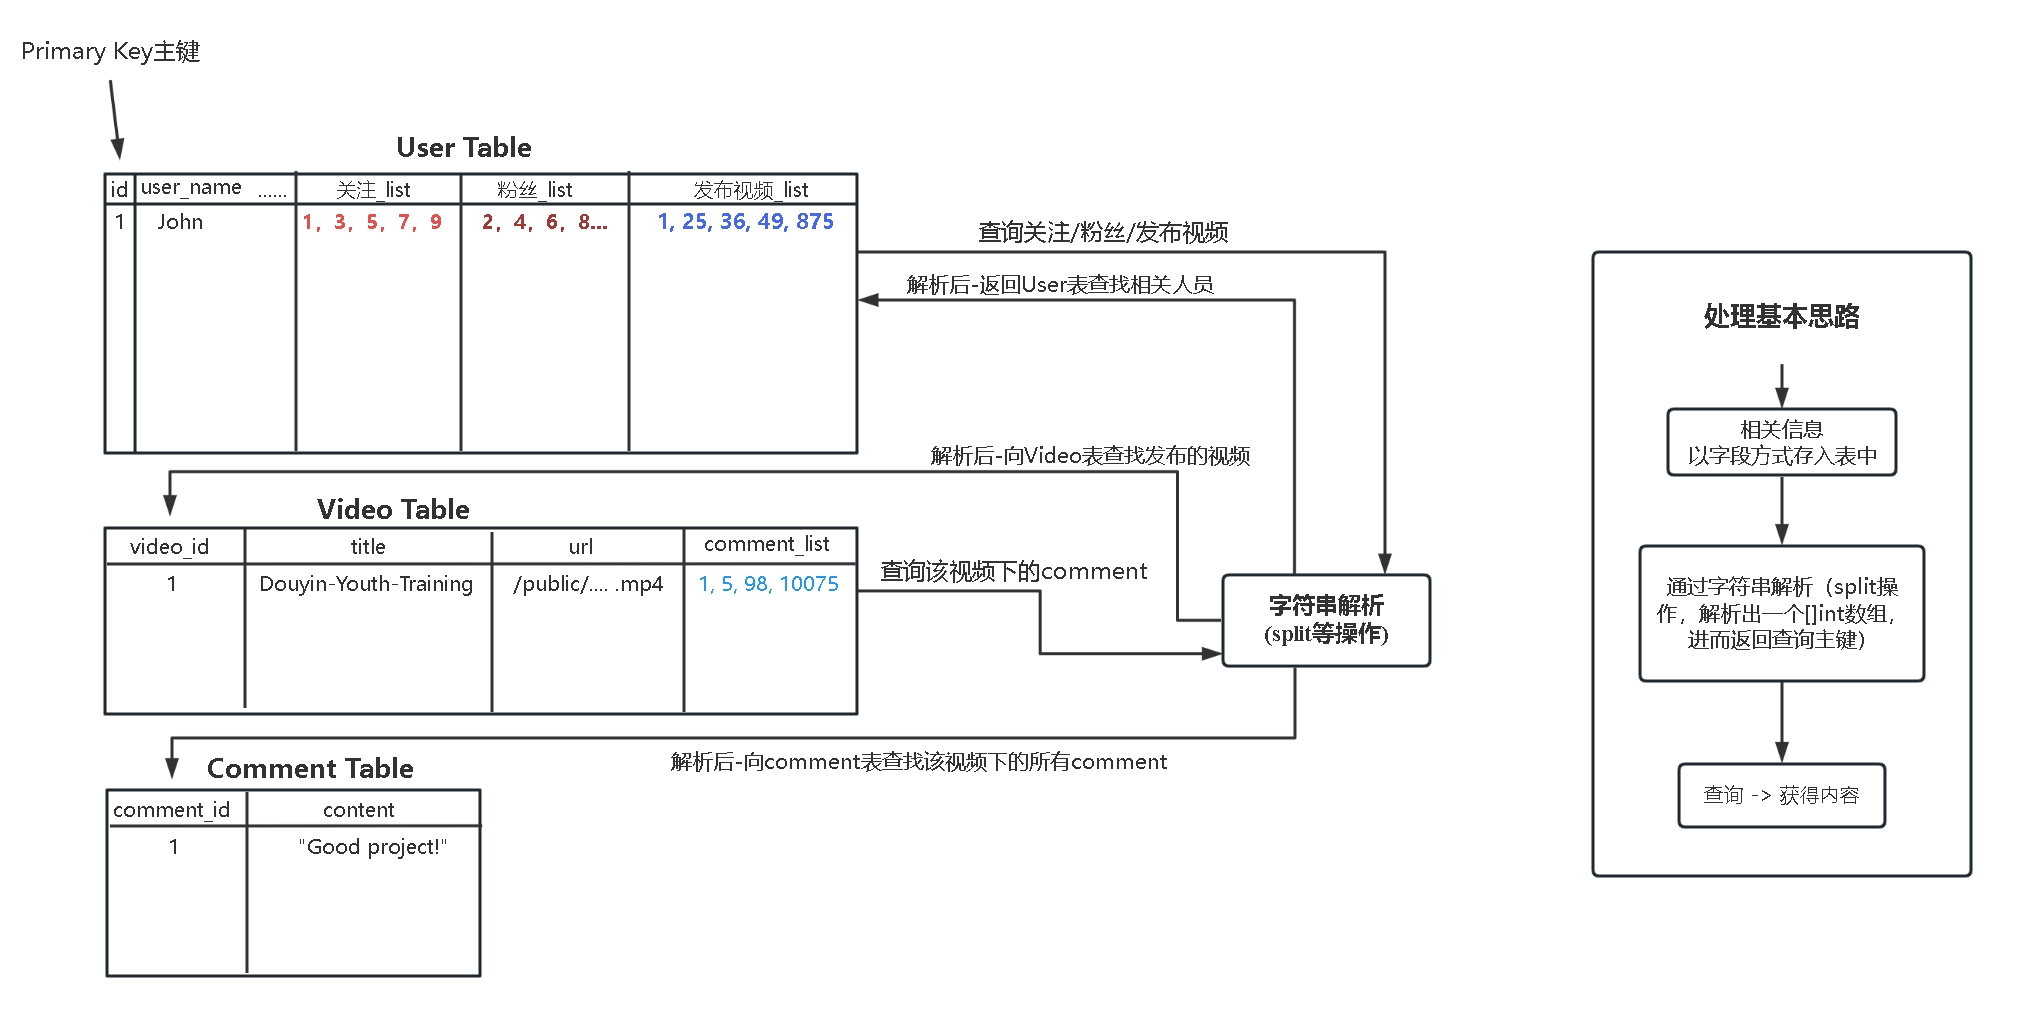 Primary Key主键
User Table
id user_name ...... 关注_list 粉丝_list 发布视频_list
1 John 1, 3, 5, 7, 9 2, 4, 6, 8... 1, 25, 36, 49, 875
查询关注/粉丝/发布视频
解析后-返回User表查找相关人员
解析后-向Video表查找发布的视频
Video Table
video_id title url comment_list
1 Douyin-Youth-Training /public/.... .mp4 1, 5, 98, 10075
查询该视频下的comment
字符串解析
(split等操作)
解析后-向comment表查找该视频下的所有comment
Comment Table
comment_id content
1 "Good project!"
处理基本思路
相关信息
以字段方式存入表中
通过字符串解析（split操
作，解析出一个[]int数组，
进而返回查询主键）
查询 -> 获得内容